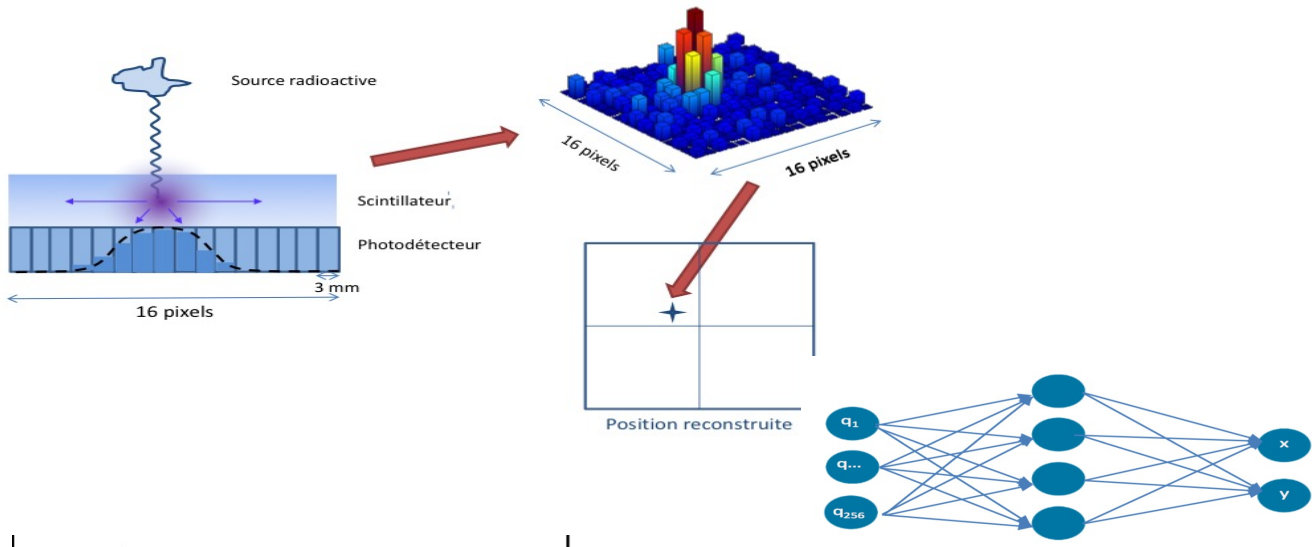 Source radioactive
Scintillateur
Photodétecteur
3 mm
16 pixels
16 pixels
16 pixels
Position reconstruite
q1
q...
q256
x
y